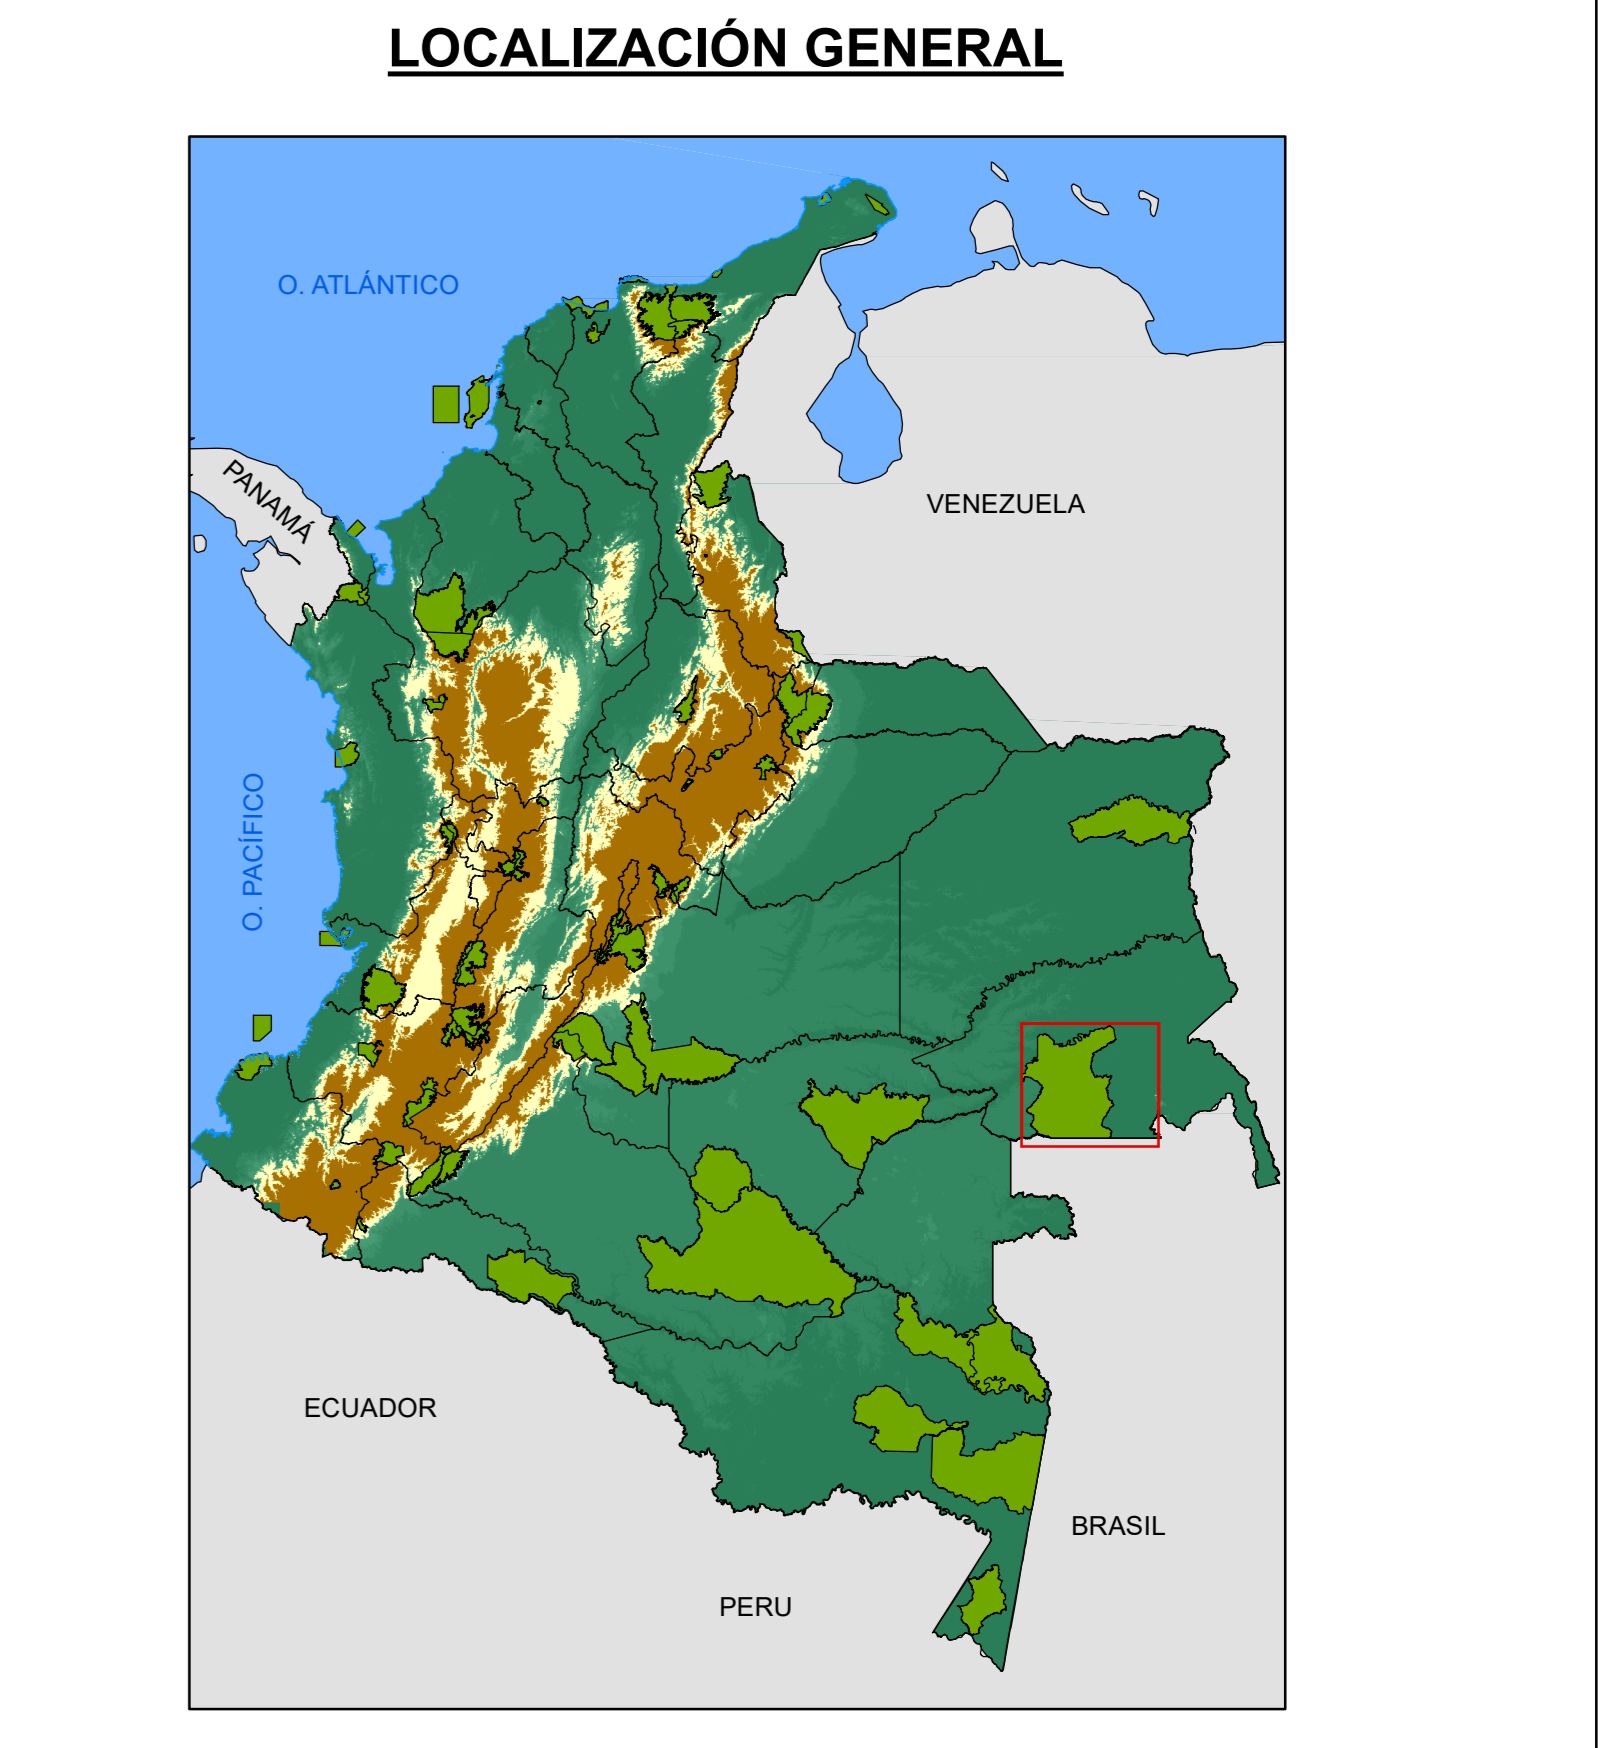 LOCALIZACIÓN GENERAL
O. ATLÁNTICO
PANAMÁ
VENEZUELA
O. PACÍFICO
ECUADOR
BRASIL
PERU